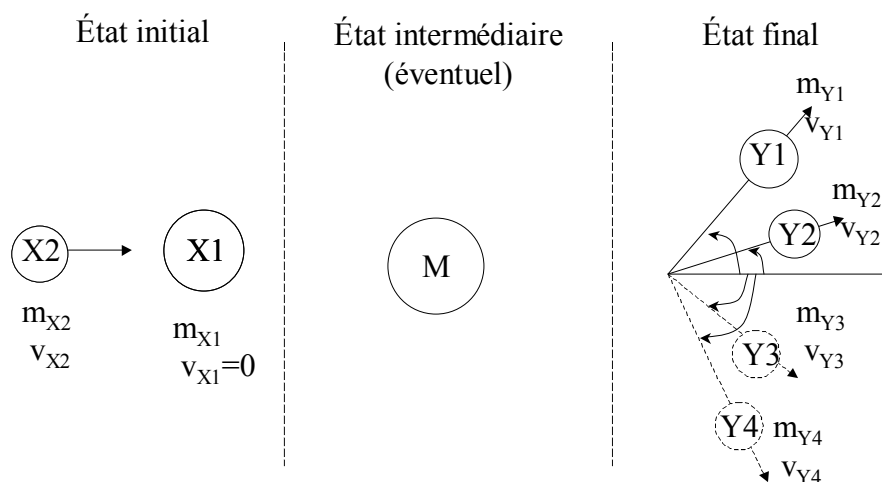 État initial
État intermédiaire
(éventuel)
État final
X2
m_X2
v_X2
X1
m_X1
v_X1=0
M
m_Y1
v_Y1
Y1
m_Y2
v_Y2
Y2
m_Y3
v_Y3
Y3
Y4
m_Y4
v_Y4